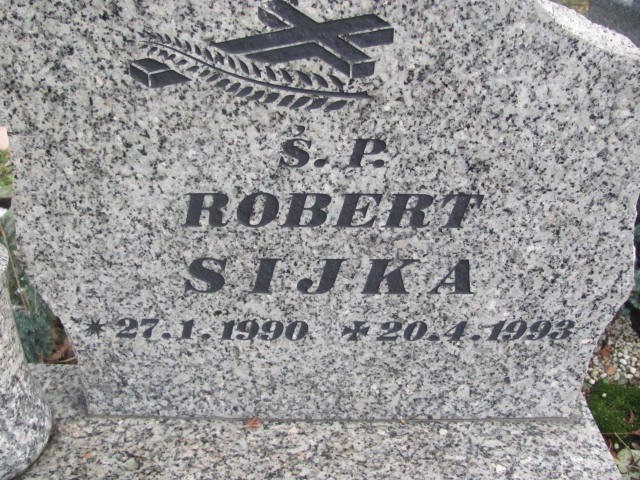 Ś. P.
ROBERT
SIJKA
* 27.1.1990 ✝ 20.4.1993